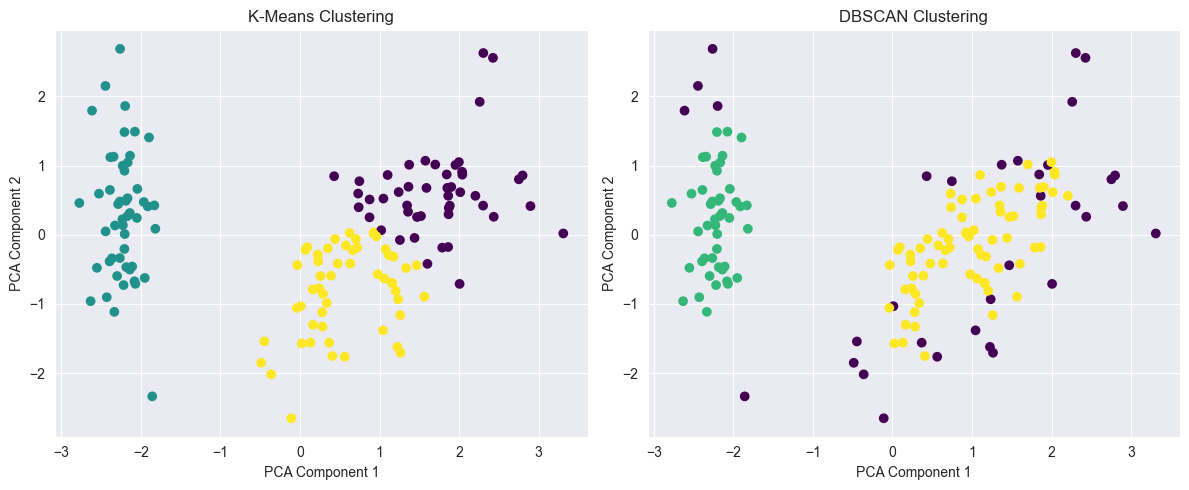 K-Means Clustering
PCA Component 2
2
1
0
−1
−2
−3 −2 −1 0 1 2 3
PCA Component 1
DBSCAN Clustering
PCA Component 2
2
1
0
−1
−2
−3 −2 −1 0 1 2 3
PCA Component 1